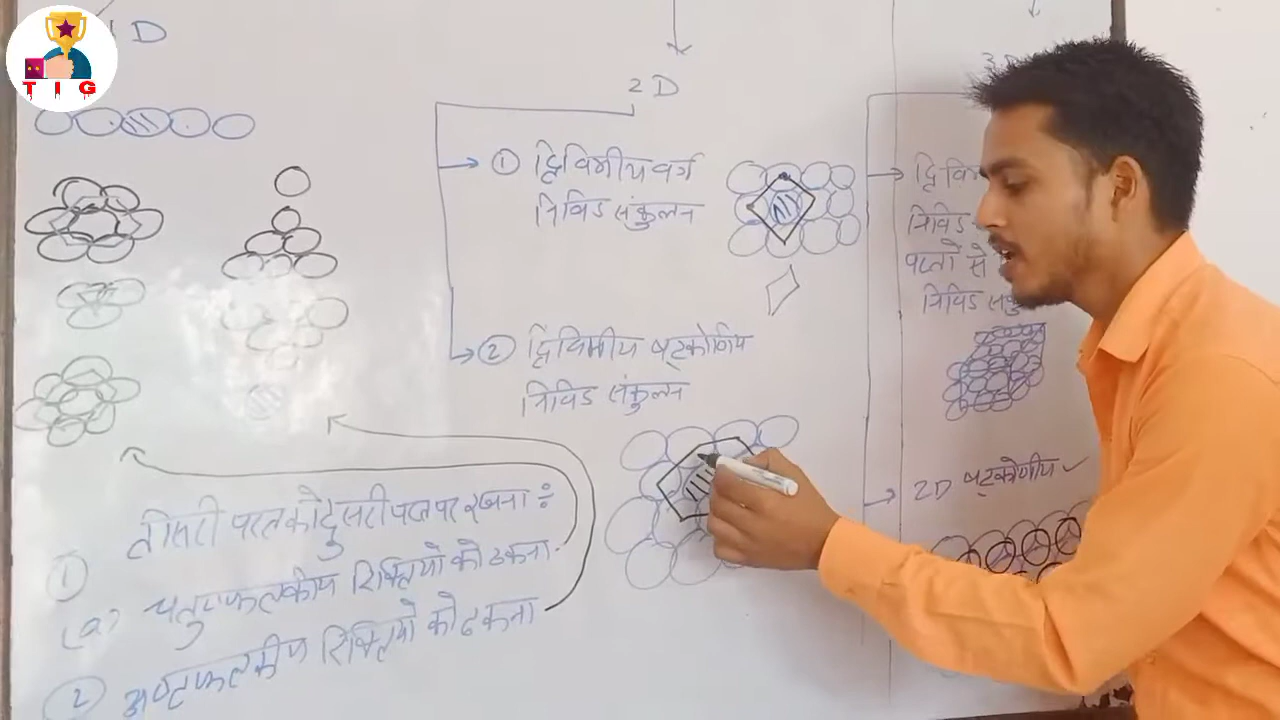 TIG
1D
2D
① द्विविमीय वर्ग
निविड संकुलन
② द्विविमीय षट्कोणिय
निविड संकुलन
निविड
परतो से
निविड
2D षट्कोणीय ✓
तीसरी परत को दुसरी परत पर रखना ÷
①
(a) चतुष्फलकीय रिक्तियो को ढकना
② अष्टफलकीय रिक्तियो को ढकना